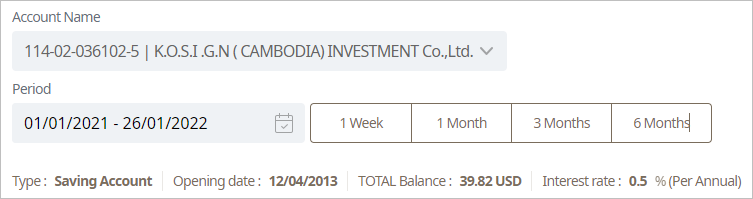 Account Name
114-02-036102-5 | K.O.S.I .G.N ( CAMBODIA) INVESTMENT Co.,Ltd.
Period
01/01/2021 - 26/01/2022 1 Week 1 Month 3 Months 6 Months
Type : Saving Account Opening date : 12/04/2013 TOTAL Balance : 39.82 USD Interest rate : 0.5 % (Per Annual)